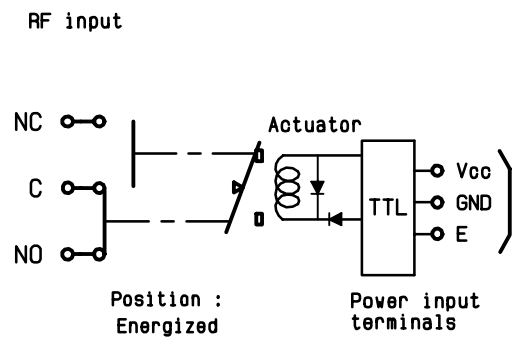 RF input
NC
Actuator
C
NO
TTL
Vcc
GND
E
Position :
Energized
Power input
terminals